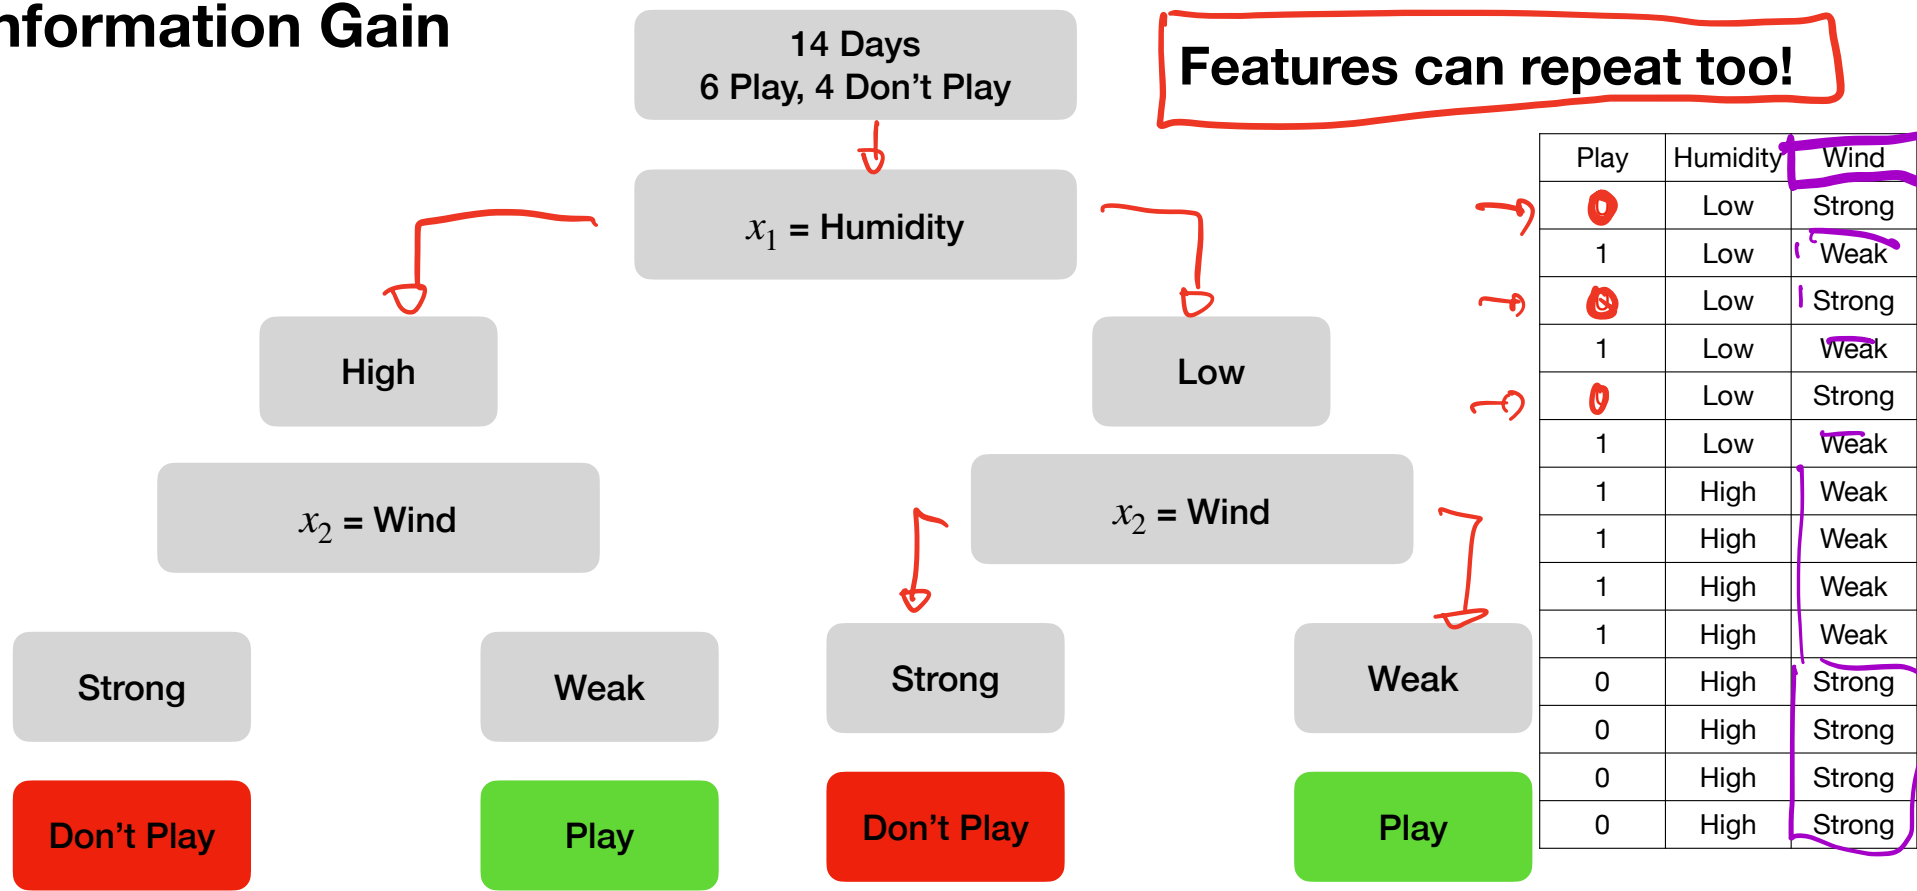 nformation Gain
14 Days
6 Play, 4 Don't Play
Features can repeat too!
x1 = Humidity
High
Low
x2 = Wind
x2 = Wind
Strong
Weak
Strong
Weak
Don't Play
Play
Don't Play
Play
Play Humidity Wind
0 Low Strong
1 Low Weak
0 Low Strong
1 Low Weak
0 Low Strong
1 Low Weak
1 High Weak
1 High Weak
1 High Weak
1 High Weak
0 High Strong
0 High Strong
0 High Strong
0 High Strong